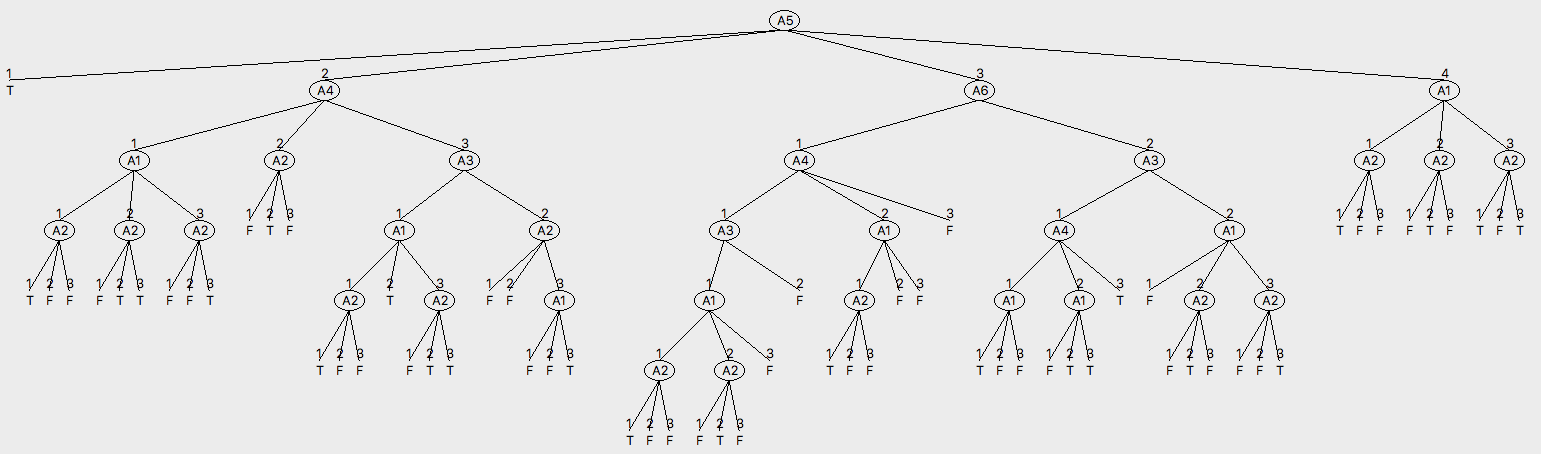 A5
1 2 3 4
T A4 A6 A1
1 2 3 1 2 1 2 3
A1 A2 A3 A4 A3 A2 A2 A2
1 2 3 1 2 3 1 2 1 2 3 1 2 1 2 3 1 2 3 1 2 3
A2 A2 A2 F T F A1 A2 A3 A1 F A4 A1 T F F F T F T F T
1 2 3 1 2 3 1 2 3 1 2 3 1 2 3 1 2 1 2 3 1 2 3 1 2 3
T F F F T T F F T A2 T A2 F F A1 A1 F A2 F F A1 A1 T F A2 A2
1 2 3 1 2 3 1 2 3 1 2 3 1 2 3 1 2 3 1 2 3 1 2 3 1 2 3
T F F F T T F F T A2 A2 F T F F T F F F T T F T F F F T
1 2 3 1 2 3
T F F F T F